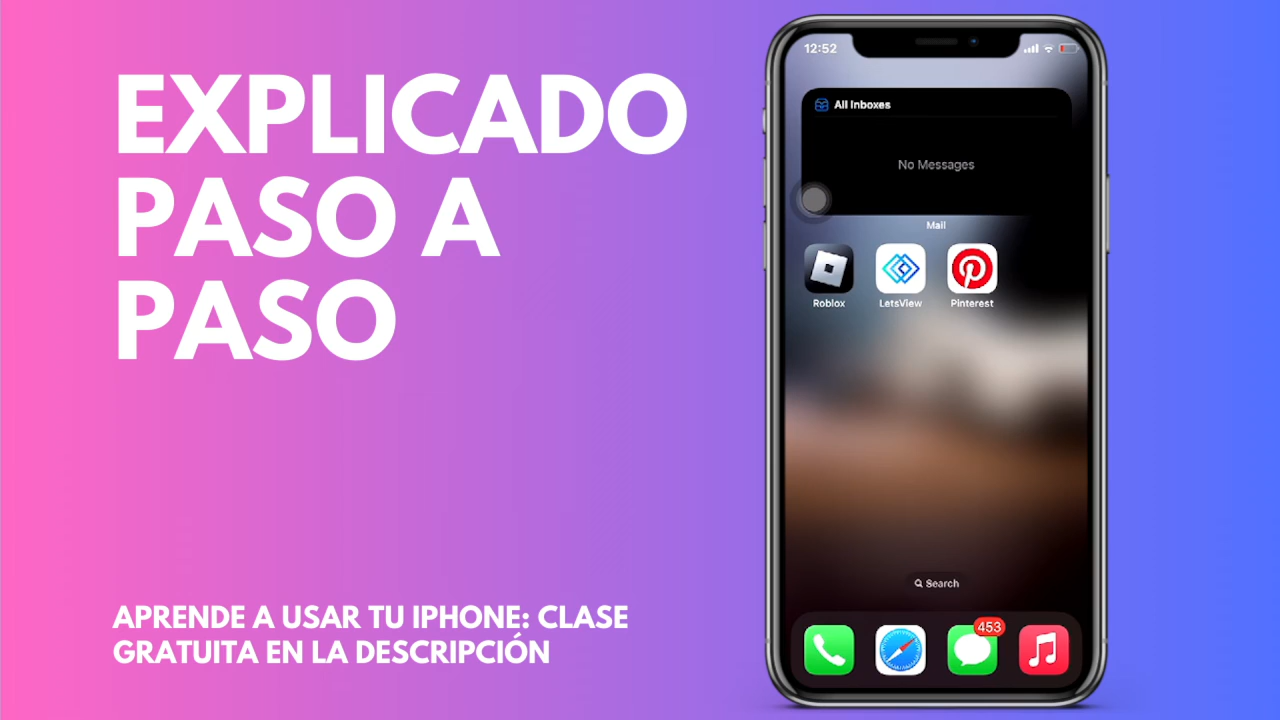 EXPLICADO
PASO A
PASO
APRENDE A USAR TU IPHONE: CLASE
GRATUITA EN LA DESCRIPCIÓN
12:52
All Inboxes
No Messages
Mail
Roblox LetsView Pinterest
Search
453